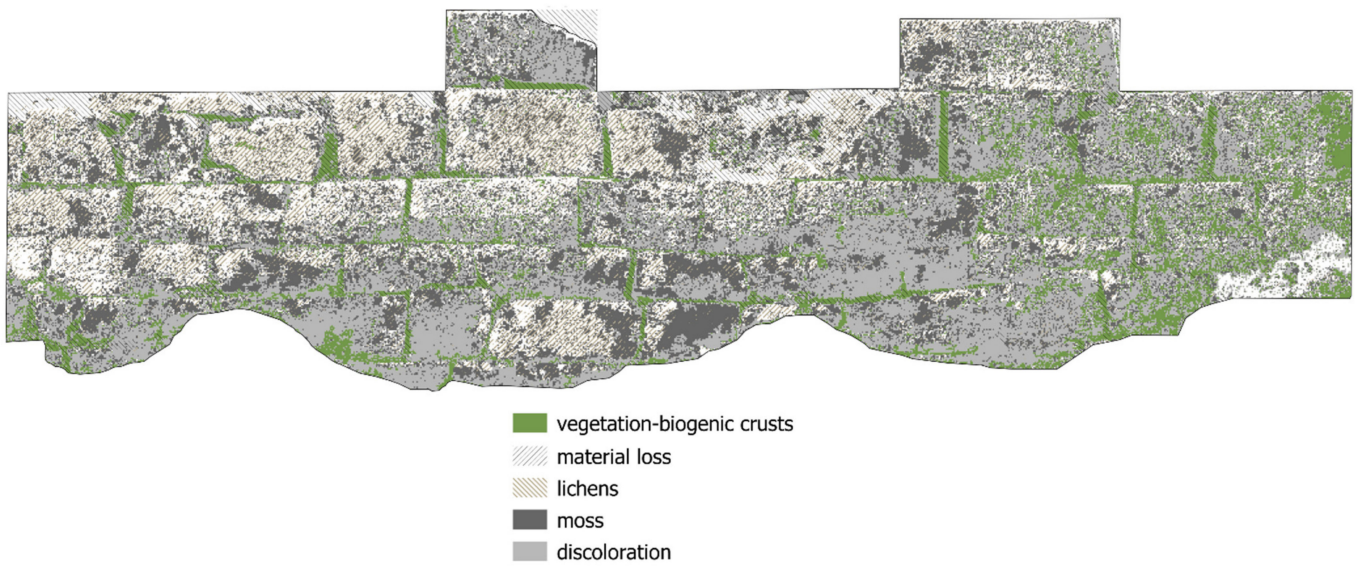 vegetation-biogenic crusts
material loss
lichens
moss
discoloration